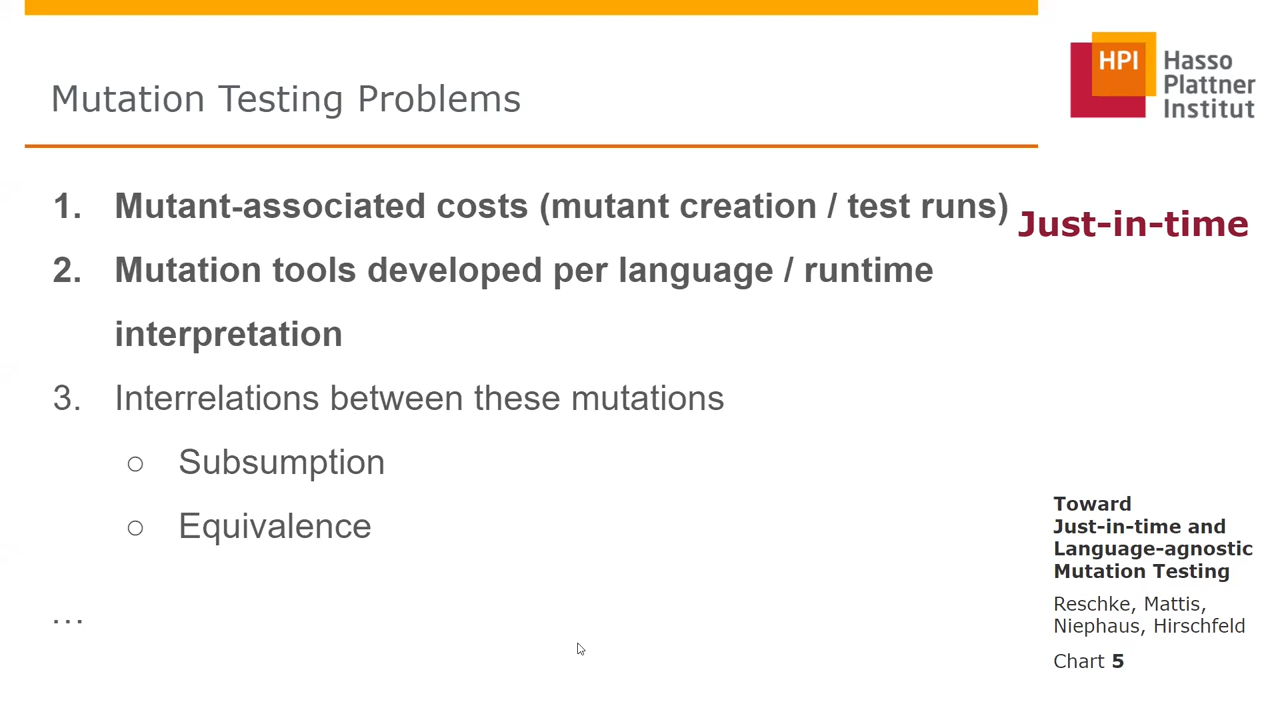 Mutation Testing Problems
HPI Hasso
Plattner
Institut
1. Mutant-associated costs (mutant creation / test runs)
Just-in-time
2. Mutation tools developed per language / runtime
interpretation
3. Interrelations between these mutations
○ Subsumption
○ Equivalence
…
Toward
Just-in-time and
Language-agnostic
Mutation Testing
Reschke, Mattis,
Niephaus, Hirschfeld
Chart 5